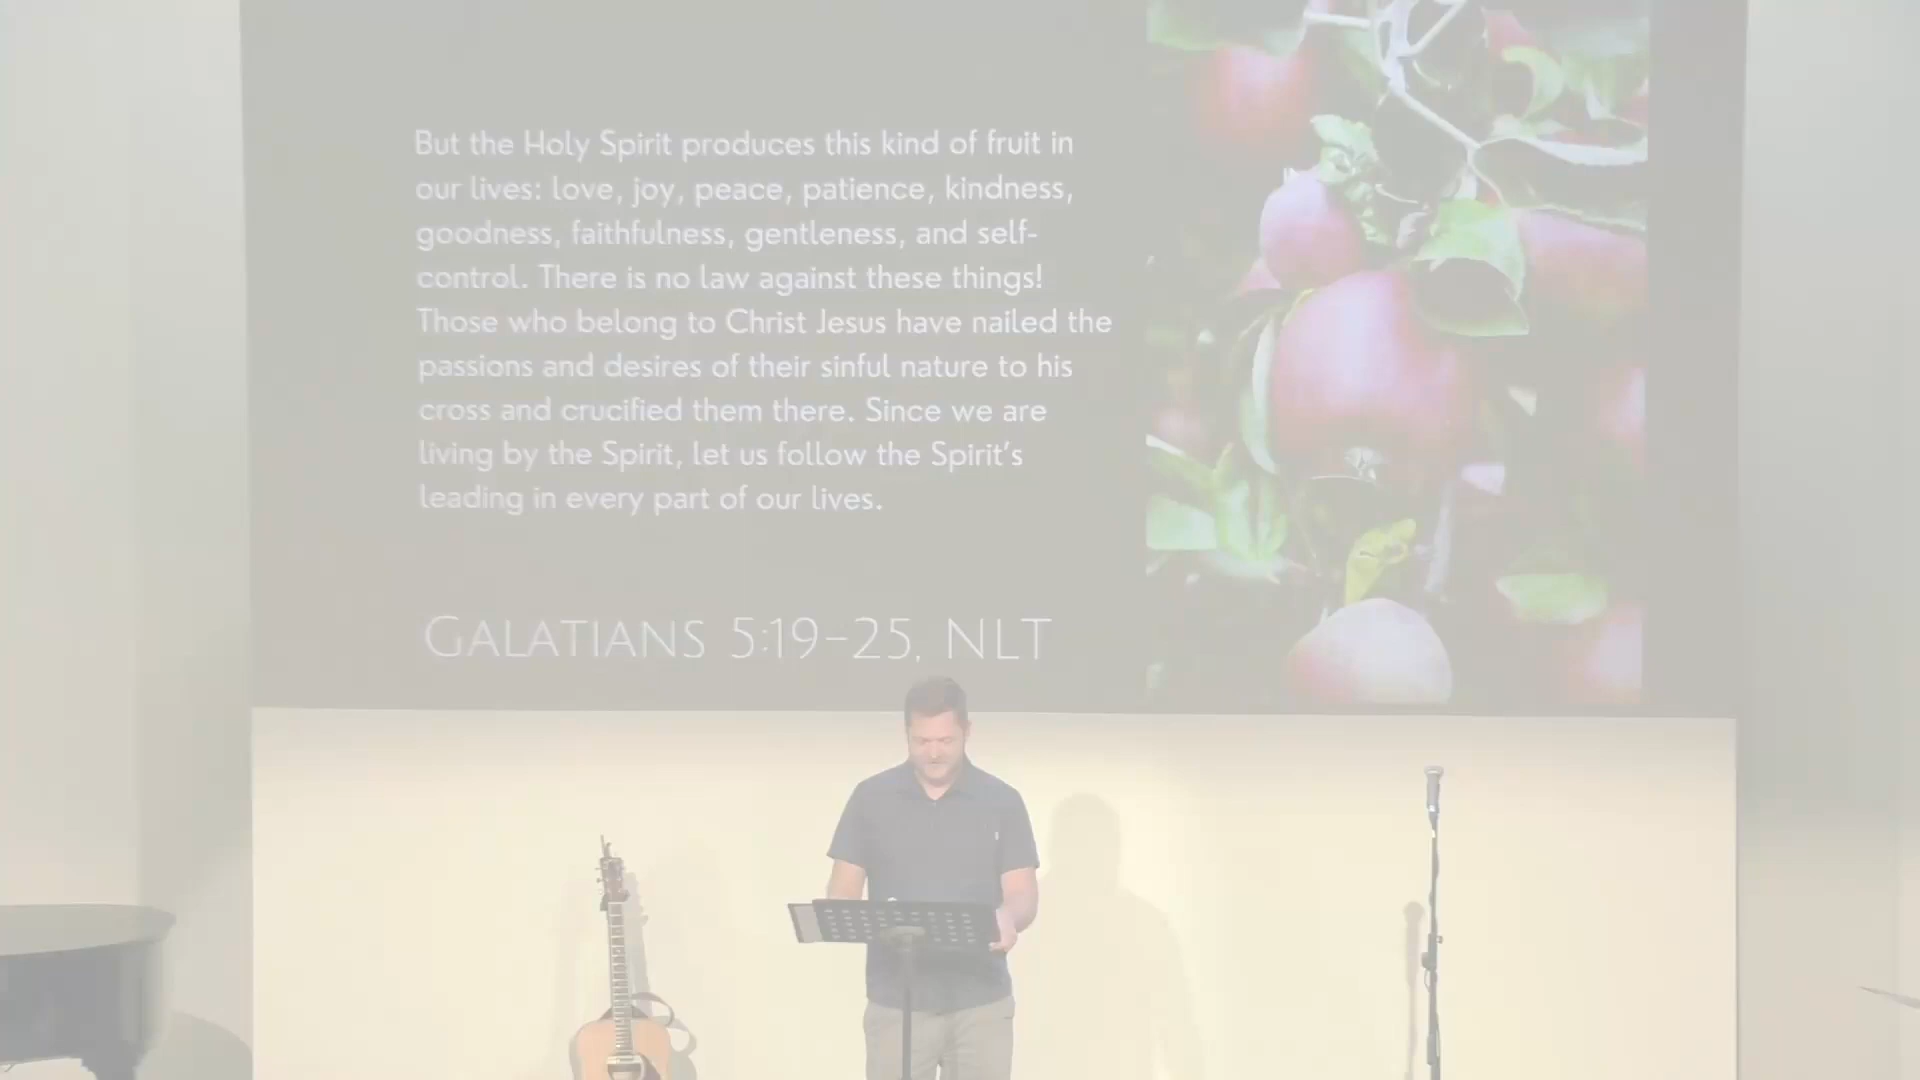 But the Holy Spirit produces this kind of fruit in
our lives: love, joy, peace, patience, kindness,
goodness, faithfulness, gentleness, and self-
control. There is no law against these things!
Those who belong to Christ Jesus have nailed the
passions and desires of their sinful nature to his
cross and crucified them there. Since we are
living by the Spirit, let us follow the Spirit's
leading in every part of our lives.
GALATIANS 5:19-25, NLT